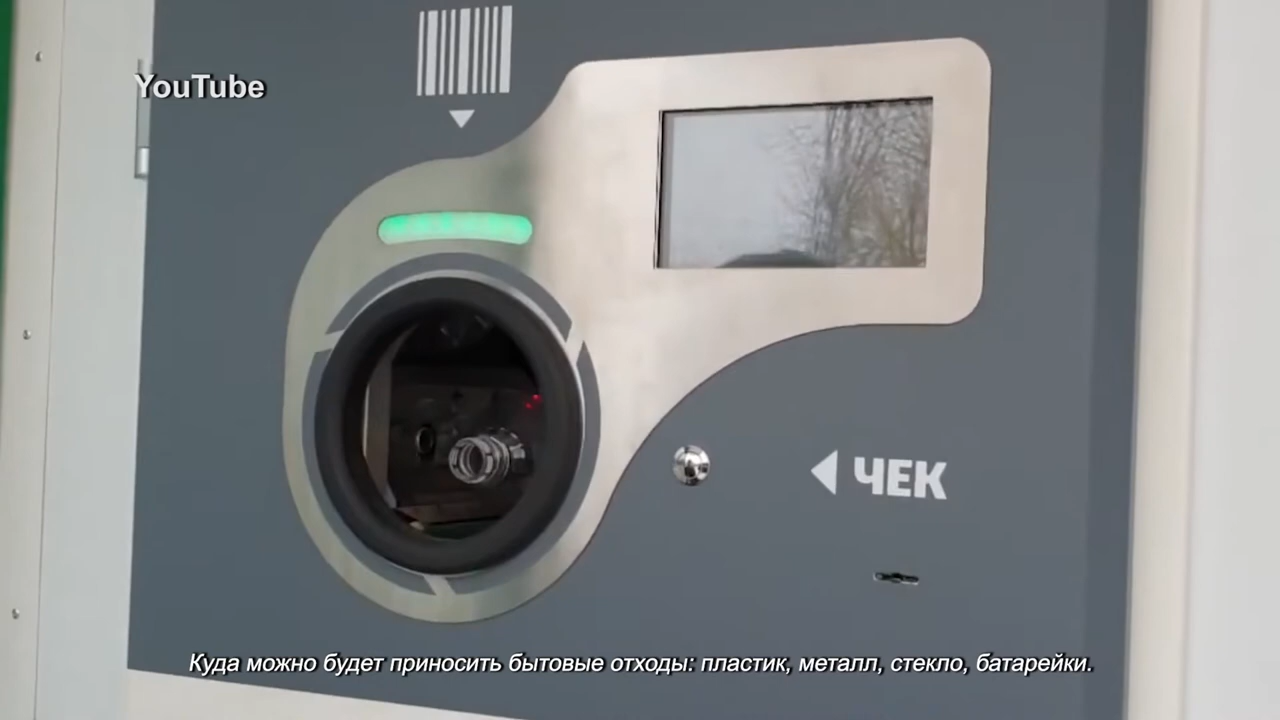 YouTube
ЧЕК
Куда можно будет приносить бытовые отходы: пластик, металл, стекло, батарейки.